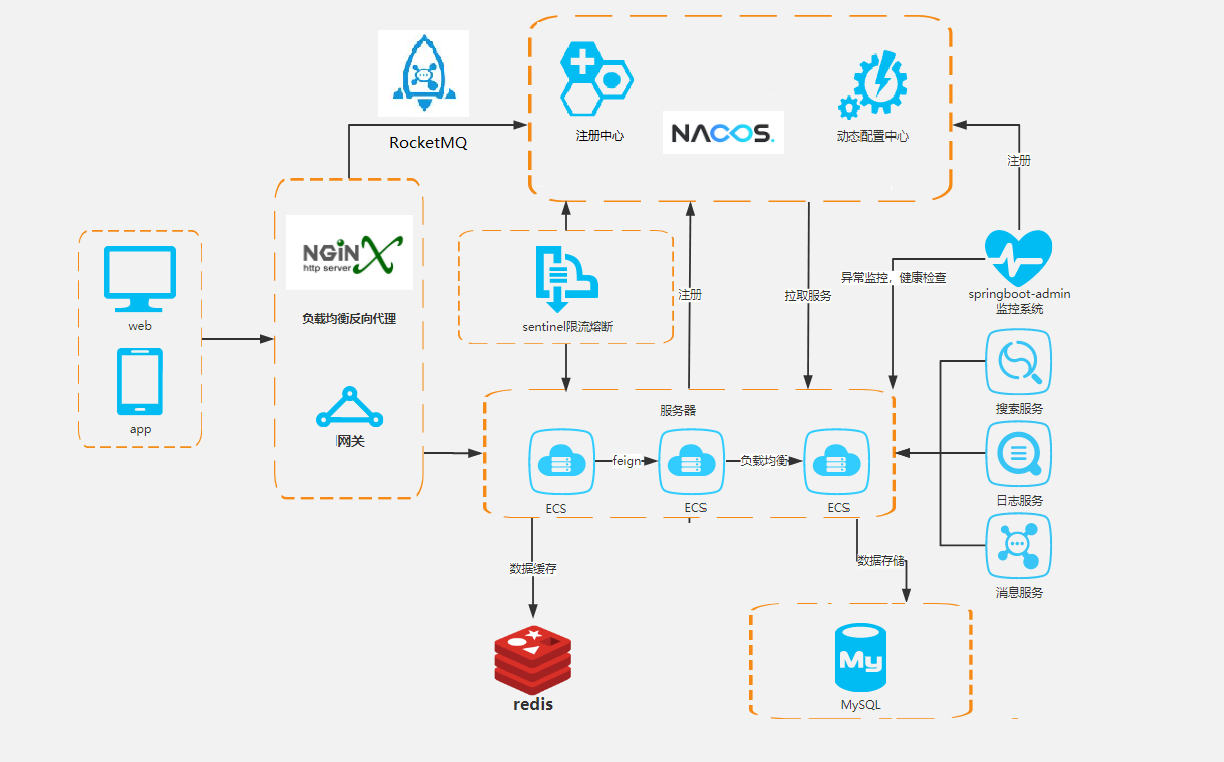 RocketMQ
注册中心
NACOS.
动态配置中心
注册
NGiNX
http server
负载均衡反向代理
网关
web
app
sentinel限流熔断
注册
拉取服务
异常监控，健康检查
springboot-admin
监控系统
搜索服务
日志服务
消息服务
服务器
feign
负载均衡
ECS
ECS
ECS
数据缓存
数据存储
redis
My
MySQL